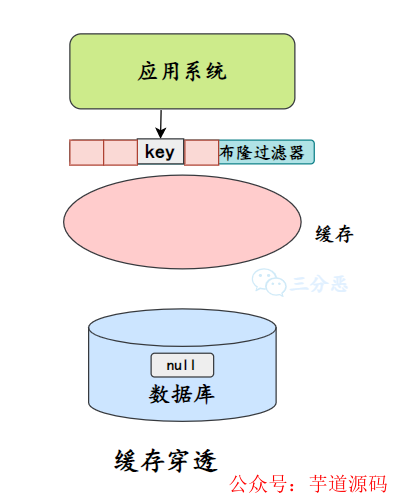 应用系统
key
布隆过滤器
缓存
三分恶
null
数据库
缓存穿透
公众号：芋道源码